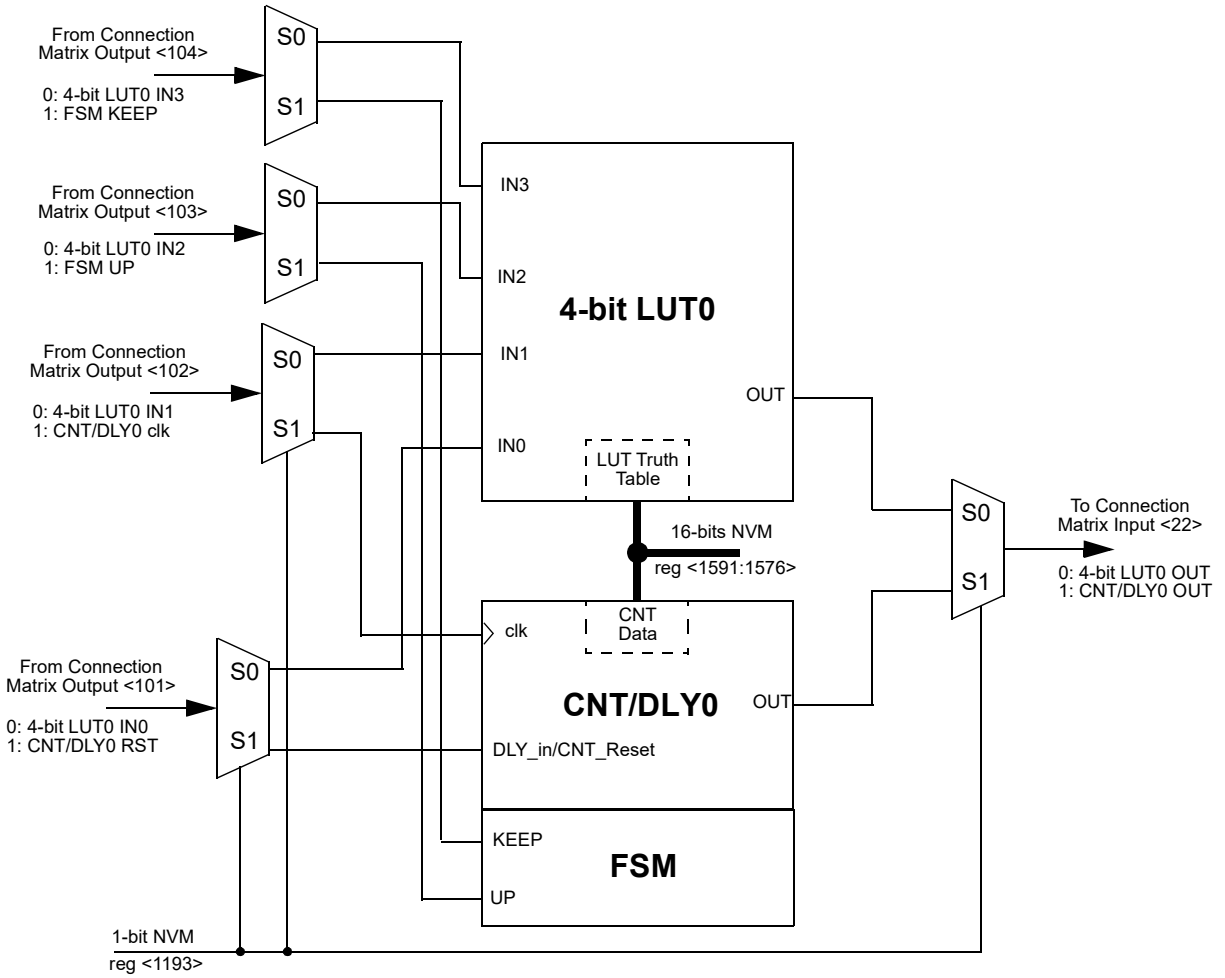 From Connection
Matrix Output <104>
0: 4-bit LUT0 IN3
1: FSM KEEP
S0
S1
From Connection
Matrix Output <103>
0: 4-bit LUT0 IN2
1: FSM UP
S0
S1
From Connection
Matrix Output <102>
0: 4-bit LUT0 IN1
1: CNT/DLY0 clk
S0
S1
From Connection
Matrix Output <101>
0: 4-bit LUT0 IN0
1: CNT/DLY0 RST
S0
S1
IN3
IN2
IN1
IN0
4-bit LUT0
OUT
LUT Truth
Table
16-bits NVM
reg <1591:1576>
CNT
Data
clk
CNT/DLY0
OUT
DLY_in/CNT_Reset
KEEP
FSM
UP
S0
S1
To Connection
Matrix Input <22>
0: 4-bit LUT0 OUT
1: CNT/DLY0 OUT
1-bit NVM
reg <1193>